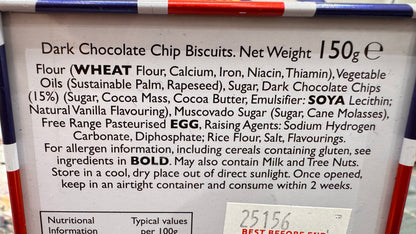 Dark Chocolate Chip Biscuits. Net Weight 150g ℮
Flour (WHEAT Flour, Calcium, Iron, Niacin, Thiamin), Vegetable
Oils (Sustainable Palm, Rapeseed), Sugar, Dark Chocolate Chips
(15%) (Sugar, Cocoa Mass, Cocoa Butter, Emulsifier: SOYA Lecithin;
Natural Vanilla Flavouring), Muscovado Sugar (Sugar, Cane Molasses),
Free Range Pasteurised EGG, Raising Agents: Sodium Hydrogen
Carbonate, Diphosphate; Rice Flour, Salt, Flavourings.
For allergen information, including cereals containing gluten, see
ingredients in BOLD. May also contain Milk and Tree Nuts.
Store in a cool, dry place out of direct sunlight. Once opened,
keep in an airtight container and consume within 2 weeks.
Nutritional Typical values
Information per 100g
25156
BEST BEFORE END